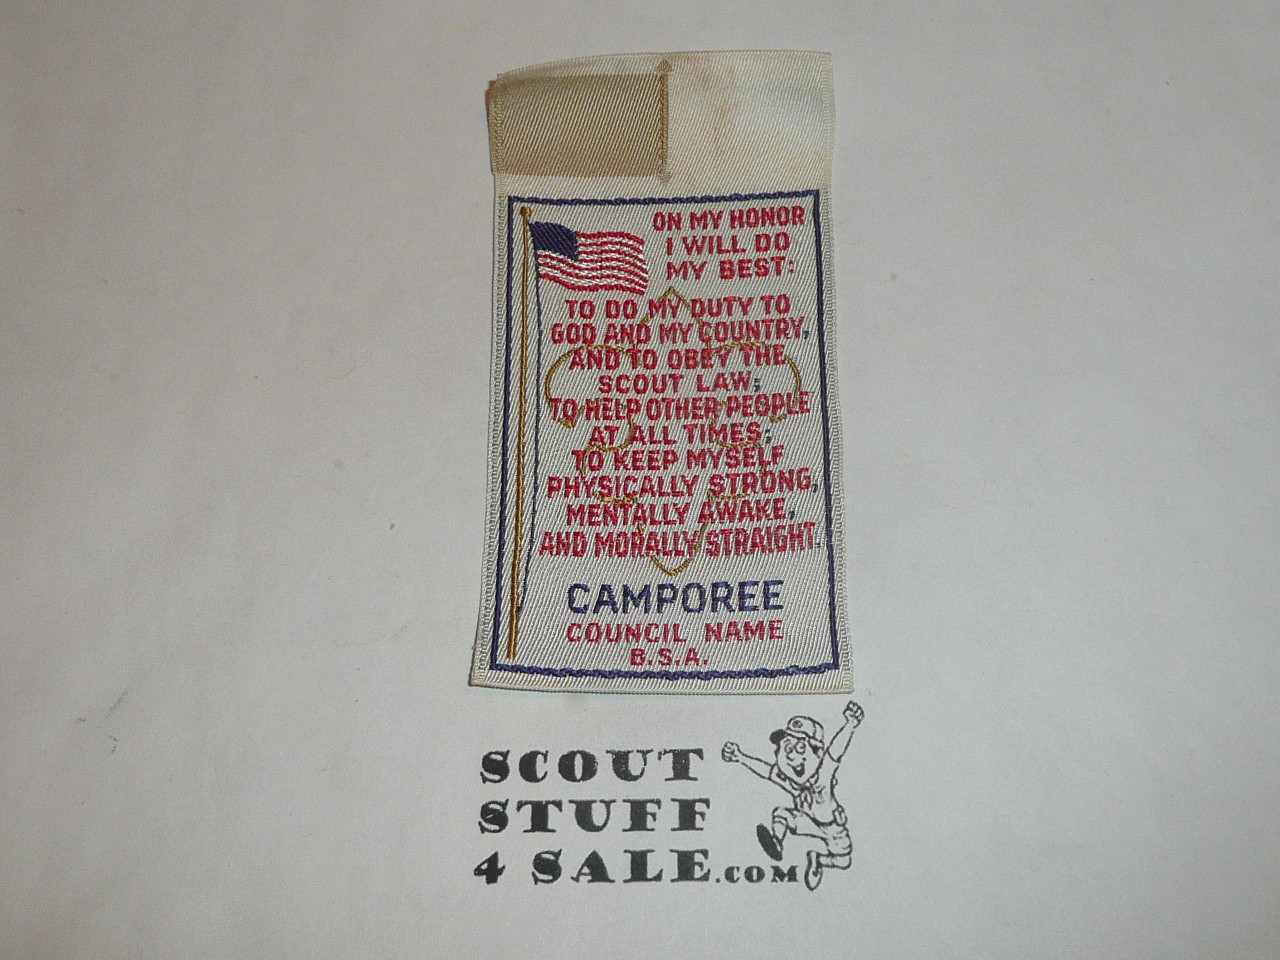 ON MY HONOR
I WILL DO
MY BEST:
TO DO MY DUTY TO
GOD AND MY COUNTRY,
AND TO OBEY THE
SCOUT LAW;
TO HELP OTHER PEOPLE
AT ALL TIMES;
TO KEEP MYSELF
PHYSICALLY STRONG,
MENTALLY AWAKE,
AND MORALLY STRAIGHT.
CAMPOREE
COUNCIL NAME
B.S.A.
SCOUT
STUFF
4 SALE.COM